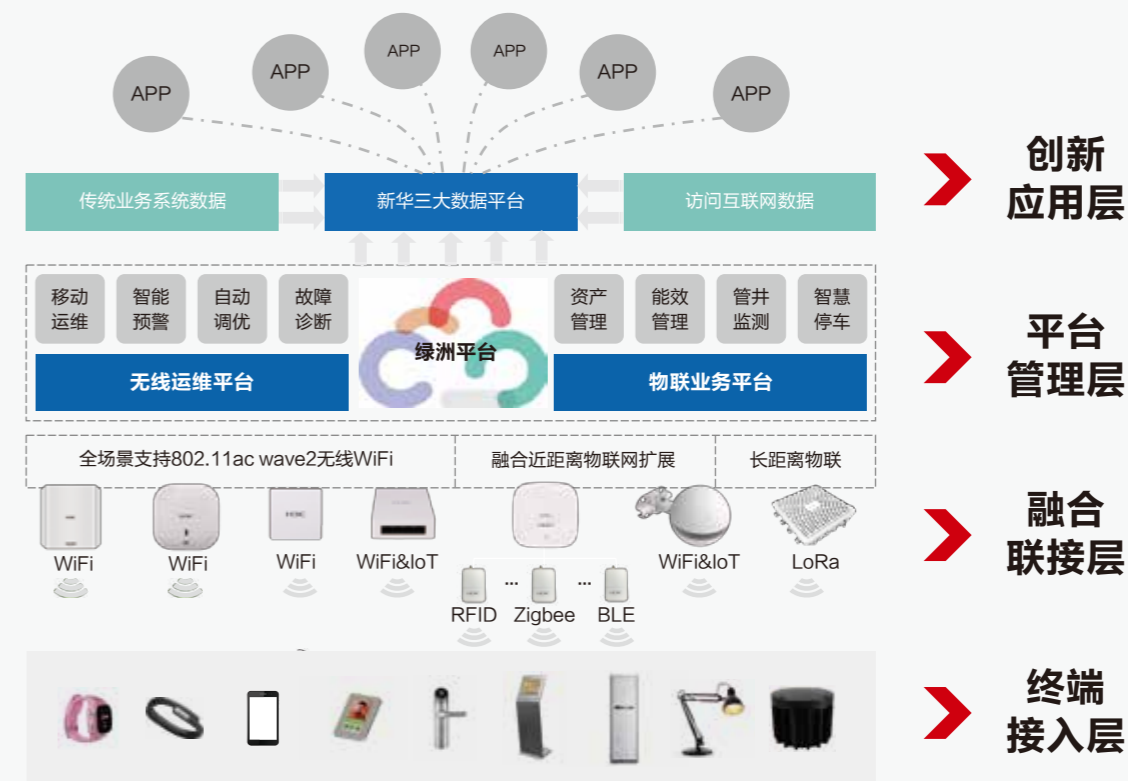 APP
APP
APP
APP
APP
APP
传统业务系统数据
新华三大数据平台
访问互联网数据
创新
应用层
移动
运维
智能
预警
自动
调优
故障
诊断
绿洲平台
资产
管理
能效
管理
管井
监测
智慧
停车
无线运维平台
物联业务平台
平台
管理层
全场景支持802.11ac wave2无线WiFi
融合近距离物联网扩展
长距离物联
H3C
WiFi
WiFi
WiFi
WiFi&IoT
WiFi&IoT
LoRa
...
...
RFID
Zigbee
BLE
融合
联接层
终端
接入层